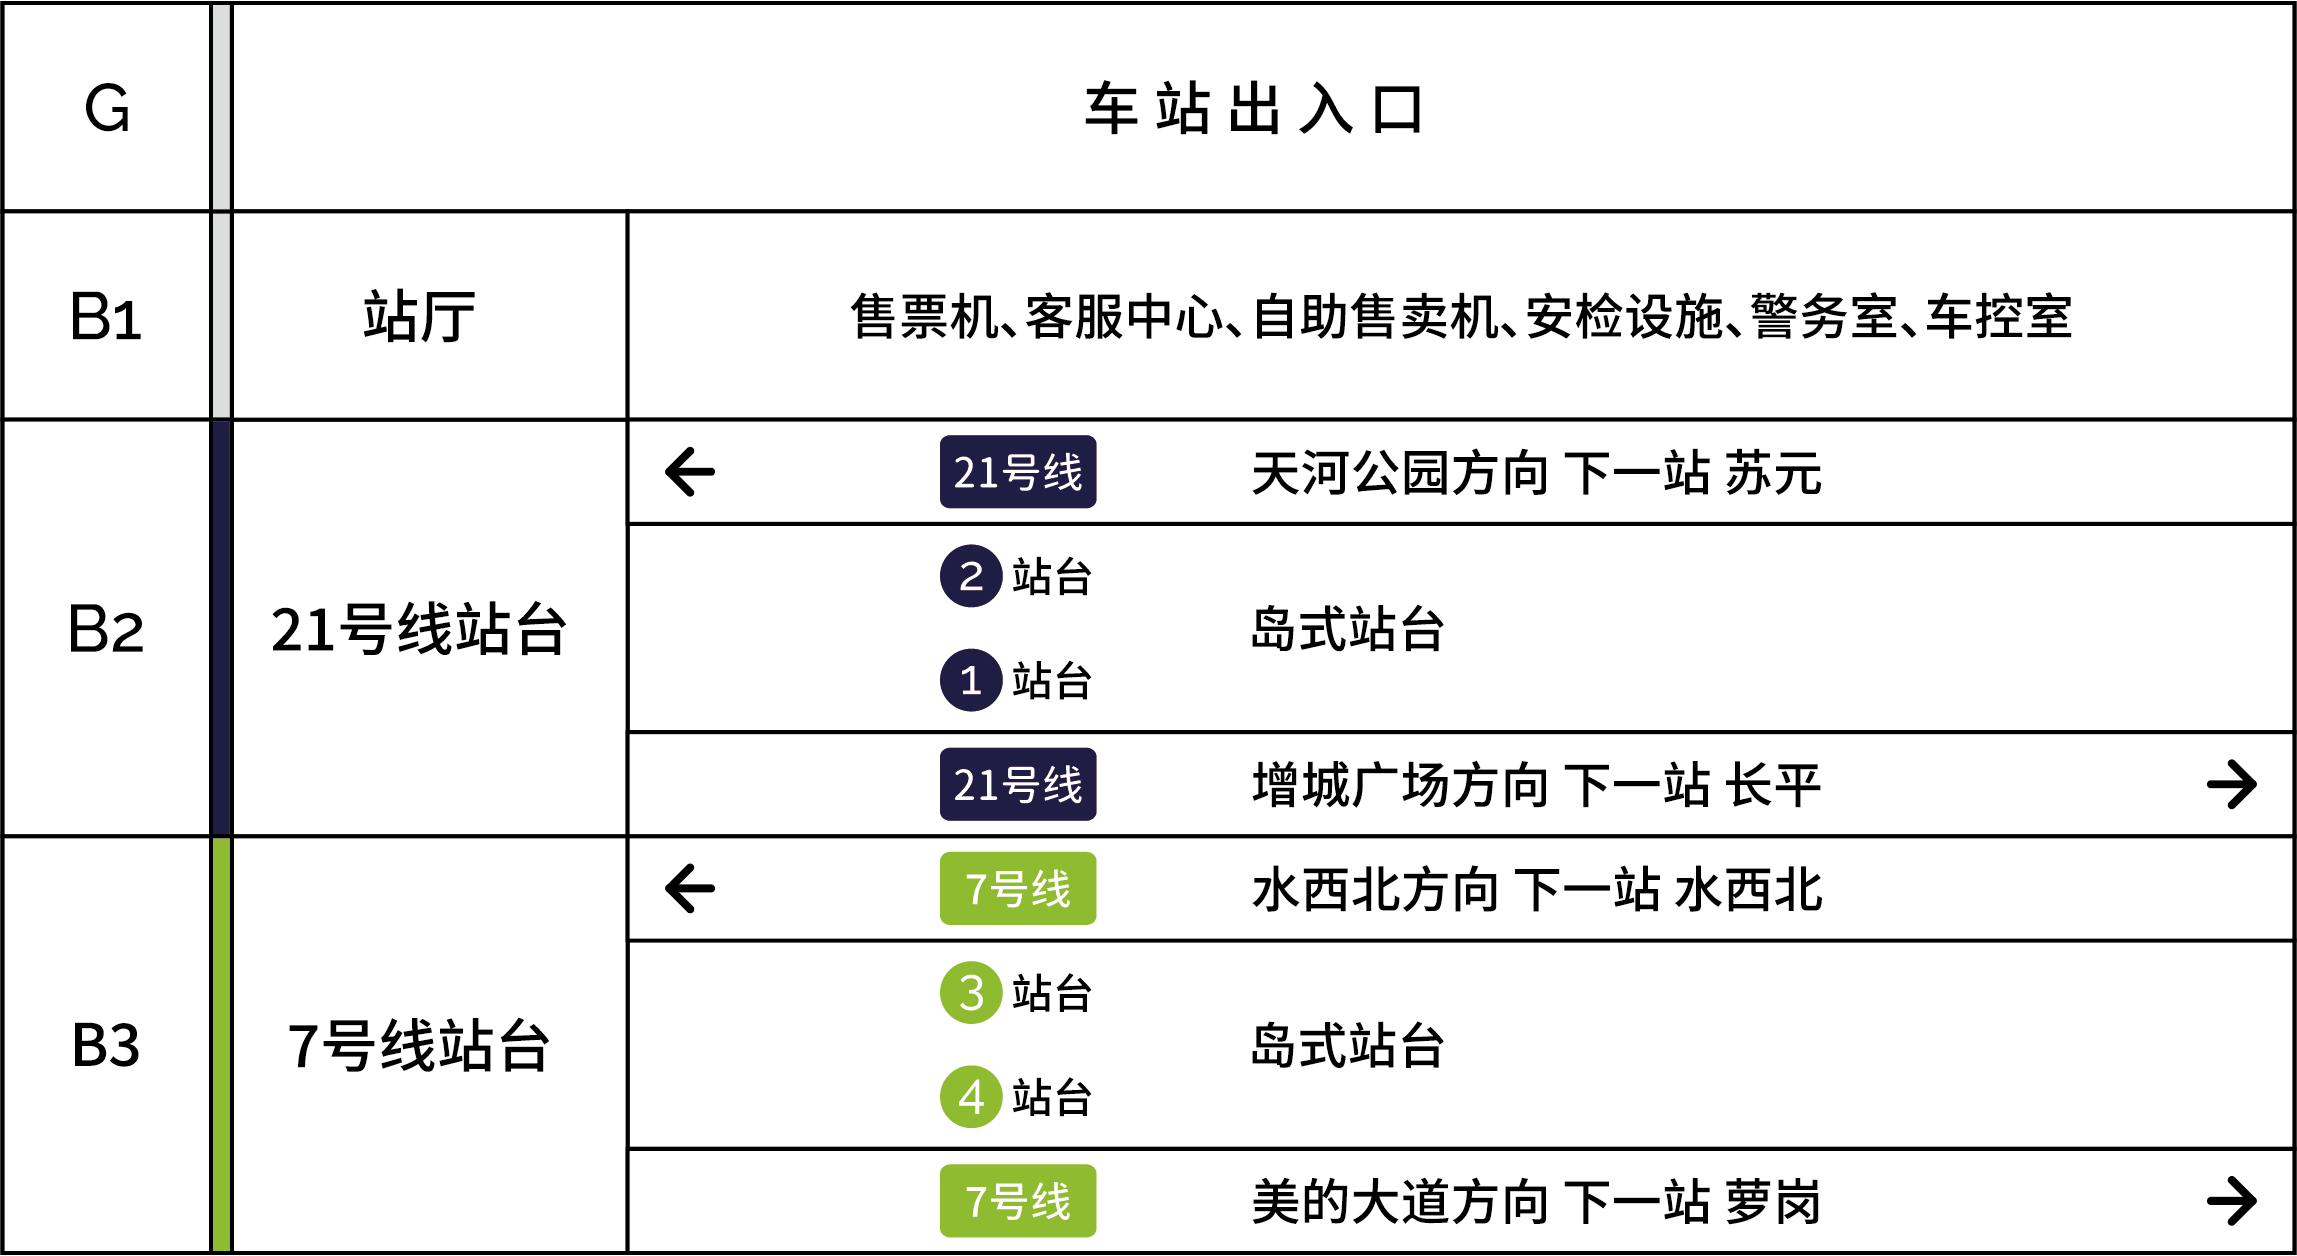 G
车站出入口
B1
站厅
售票机、客服中心、自助售卖机、安检设施、警务室、车控室
B2
21号线站台
← 21号线 天河公园方向 下一站 苏元
2 站台
岛式站台
1 站台
21号线 增城广场方向 下一站 长平 →
B3
7号线站台
← 7号线 水西北方向 下一站 水西北
3 站台
岛式站台
4 站台
7号线 美的大道方向 下一站 萝岗 →